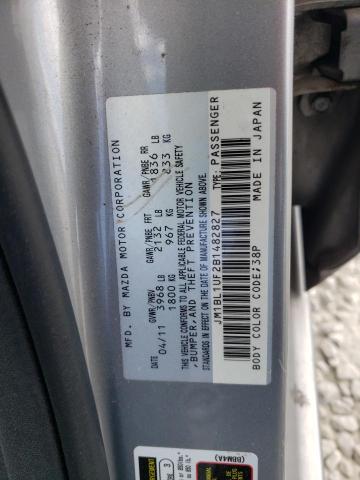 MFD. BY MAZDA MOTOR CORPORATION
DATE GVWR/PNBV GAWR/PNBE FRT GAWR/PNBE RR
04/11 3968 LB 2132 LB 1836 LB
1800 KG 967 KG 833 KG
THIS VEHICLE CONFORMS TO ALL APPLICABLE FEDERAL MOTOR VEHICLE SAFETY
, BUMPER, AND THEFT PREVENTION
STANDARDS IN EFFECT ON THE DATE OF MANUFACTURE SHOWN ABOVE.
JM1BL1UF2B1482827 TYPE: PASSENGER
BODY COLOR CODE:38P MADE IN JAPAN
(BBM4A)
3